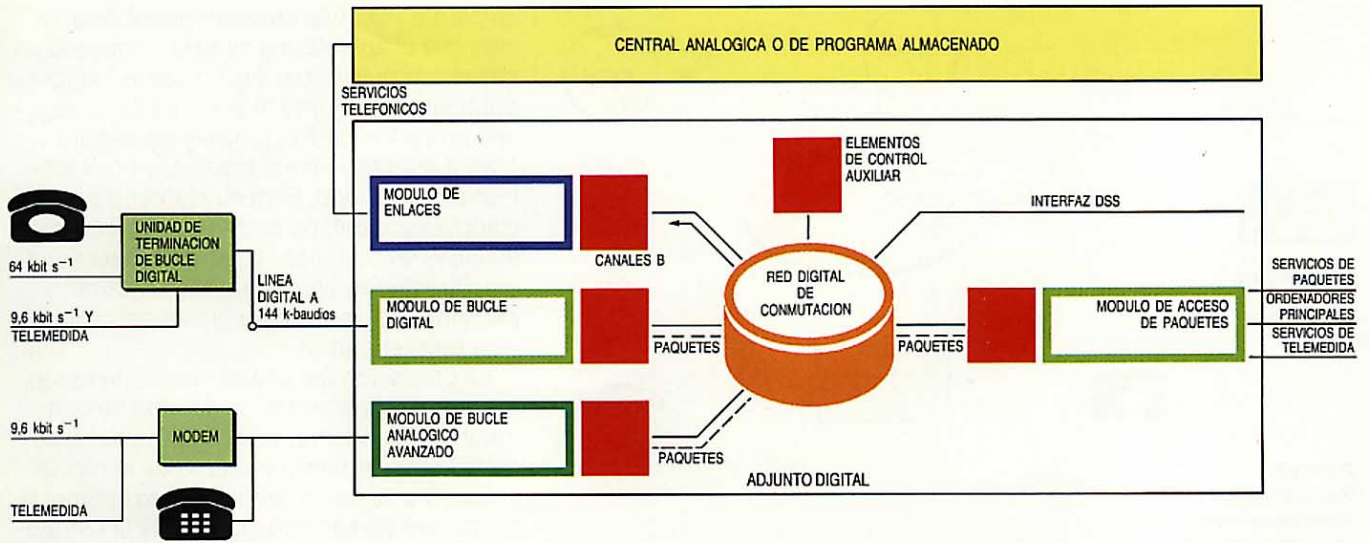 CENTRAL ANALOGICA O DE PROGRAMA ALMACENADO
SERVICIOS
TELEFONICOS
ELEMENTOS
DE CONTROL
AUXILIAR
MODULO DE
ENLACES
INTERFAZ DSS
UNIDAD DE
TERMINACION
DE BUCLE
DIGITAL
64 kbit s⁻¹
CANALES B
LINEA
DIGITAL A
144 k-baudios
RED DIGITAL
DE
CONMUTACION
SERVICIOS DE
PAQUETES
ORDENADORES
PRINCIPALES
SERVICIOS DE
TELEMEDIDA
9,6 kbit s⁻¹ Y
TELEMEDIDA
MODULO DE BUCLE
DIGITAL
PAQUETES
PAQUETES
MODULO DE ACCESO
DE PAQUETES
9,6 kbit s⁻¹
MODEM
MODULO DE BUCLE
ANALOGICO
AVANZADO
PAQUETES
ADJUNTO DIGITAL
TELEMEDIDA